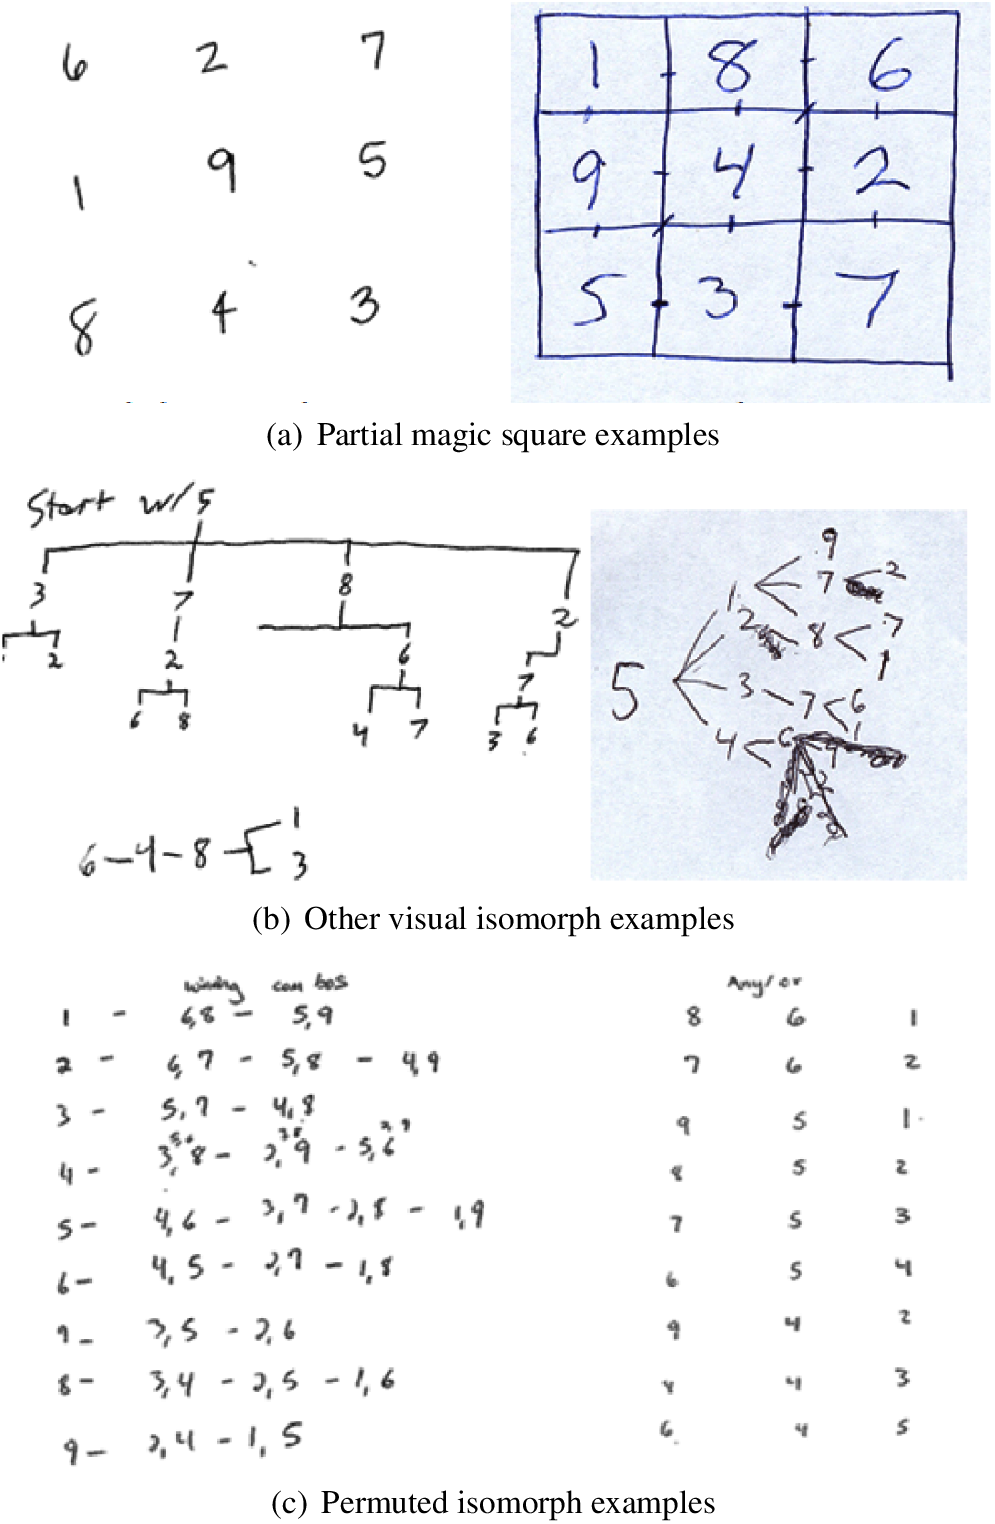 6 2 7
1 9 5
8 4 3
1 8 6
9 4 2
5 3 7
(a) Partial magic square examples
Start w/ 5
3 7 8 2
2 2 6 7
6 8 4 7 3 6
6-4-8 1
3
9
1 7 2
2 8 7
1
5 3 7 6
4 6 1
(b) Other visual isomorph examples
winning com bos
1 - 6,8 - 5,9
2 - 6,7 - 5,8 - 4,9
3 - 5,7 - 4,8
4 - 3,8 - 2,9 - 5,6
5 - 4,6 - 3,7 - 2,8 - 1,9
6 - 4,5 - 2,7 - 1,8
7 - 3,5 - 2,6
8 - 3,4 - 2,5 - 1,6
9 - 2,4 - 1,5
8 6 1
7 6 2
9 5 1
8 5 2
7 5 3
6 5 4
9 4 2
4 3
6 4 5
(c) Permuted isomorph examples